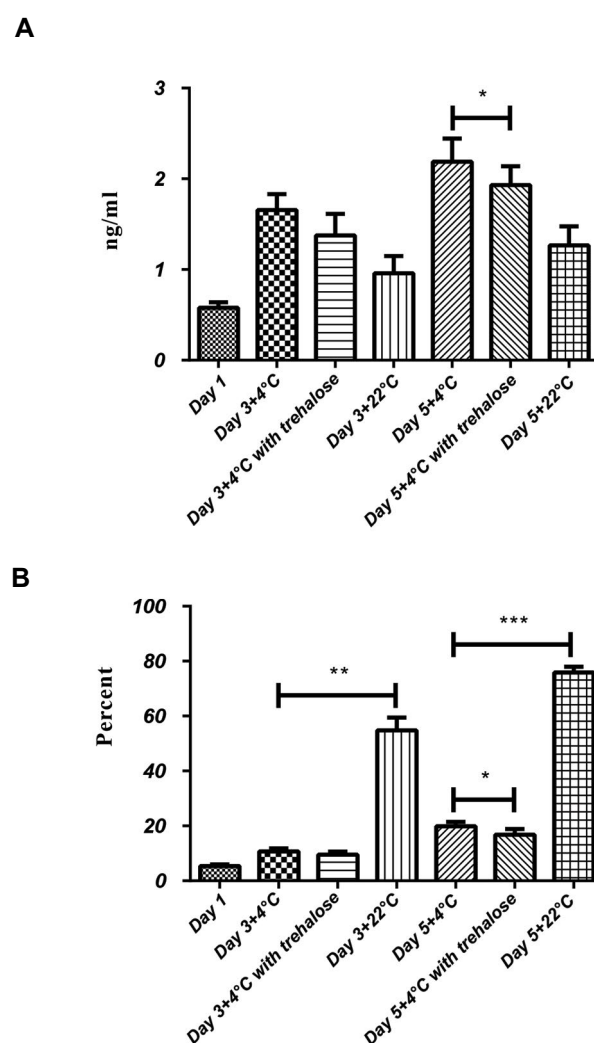 A
3
2
1
0
ng/ml
*
Day 1
Day 3+4°C
Day 3+4°C with trehalose
Day 3+22°C
Day 5+4°C
Day 5+4°C with trehalose
Day 5+22°C
B
100
80
60
40
20
0
Percent
**
***
*
Day 1
Day 3+4°C
Day 3+4°C with trehalose
Day 3+22°C
Day 5+4°C
Day 5+4°C with trehalose
Day 5+22°C